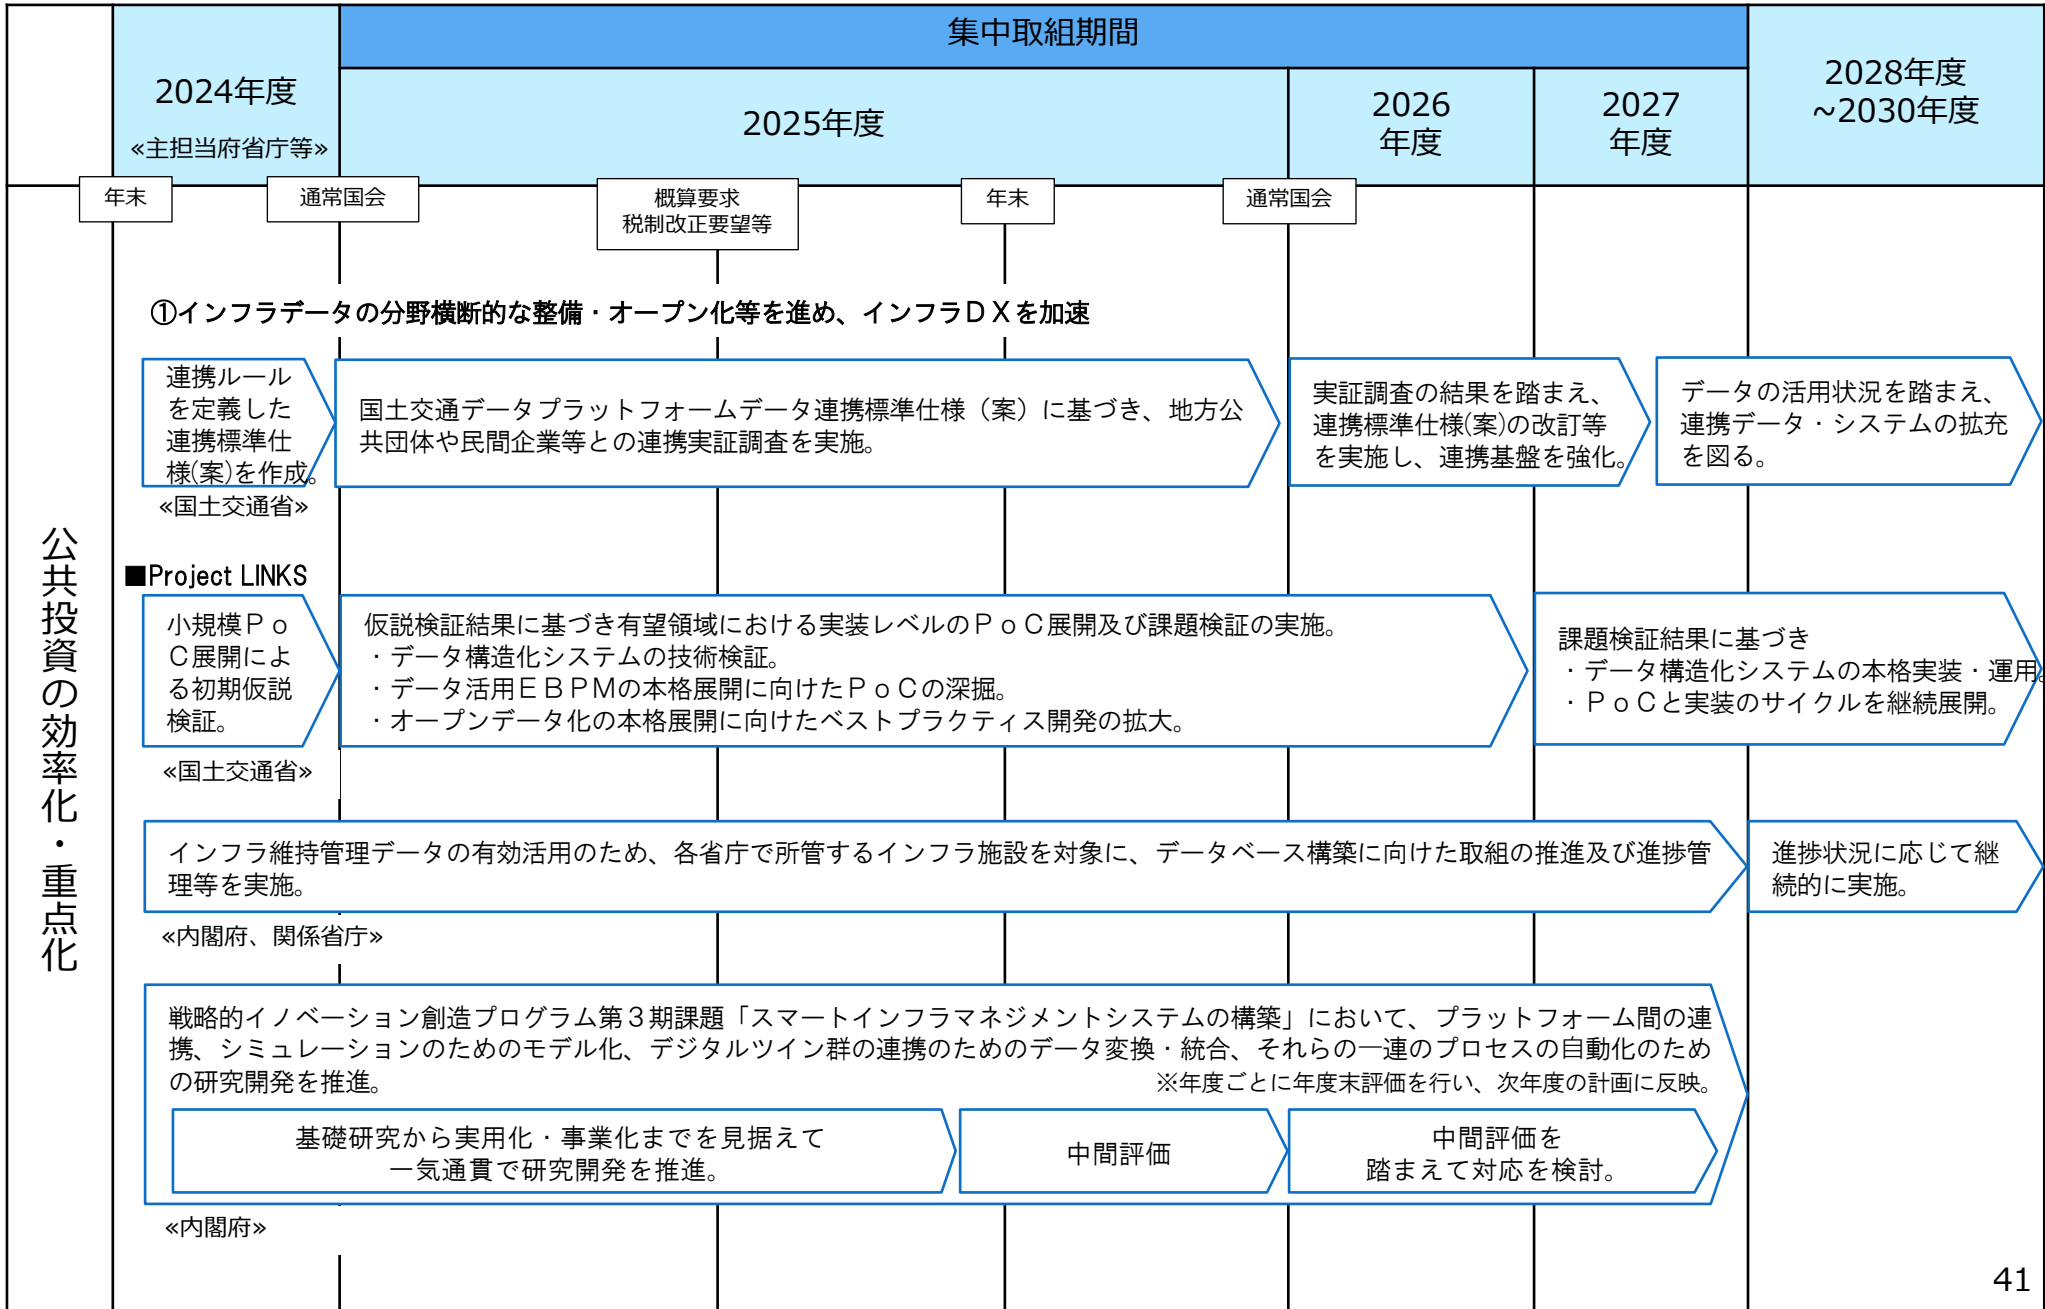 集中取組期間
2024年度
≪主担当府省庁等≫
2025年度
2026
年度
2027
年度
2028年度
~2030年度
年末
通常国会
概算要求
税制改正要望等
年末
通常国会
公共投資の効率化・重点化
①インフラデータの分野横断的な整備・オープン化等を進め、インフラＤＸを加速
連携ルール
を定義した
連携標準仕
様(案)を作成。
≪国土交通省≫
国土交通データプラットフォームデータ連携標準仕様（案）に基づき、地方公
共団体や民間企業等との連携実証調査を実施。
実証調査の結果を踏まえ、
連携標準仕様(案)の改訂等
を実施し、連携基盤を強化。
データの活用状況を踏まえ、
連携データ・システムの拡充
を図る。
■Project LINKS
小規模Ｐｏ
Ｃ展開によ
る初期仮説
検証。
≪国土交通省≫
仮説検証結果に基づき有望領域における実装レベルのＰｏＣ展開及び課題検証の実施。
・データ構造化システムの技術検証。
・データ活用ＥＢＰＭの本格展開に向けたＰｏＣの深掘。
・オープンデータ化の本格展開に向けたベストプラクティス開発の拡大。
課題検証結果に基づき
・データ構造化システムの本格実装・運用。
・ＰｏＣと実装のサイクルを継続展開。
インフラ維持管理データの有効活用のため、各省庁で所管するインフラ施設を対象に、データベース構築に向けた取組の推進及び進捗管
理等を実施。
≪内閣府、関係省庁≫
進捗状況に応じて継
続的に実施。
戦略的イノベーション創造プログラム第３期課題「スマートインフラマネジメントシステムの構築」において、プラットフォーム間の連
携、シミュレーションのためのモデル化、デジタルツイン群の連携のためのデータ変換・統合、それらの一連のプロセスの自動化のため
の研究開発を推進。
※年度ごとに年度末評価を行い、次年度の計画に反映。
基礎研究から実用化・事業化までを見据えて
一気通貫で研究開発を推進。
中間評価
中間評価を
踏まえて対応を検討。
≪内閣府≫
41